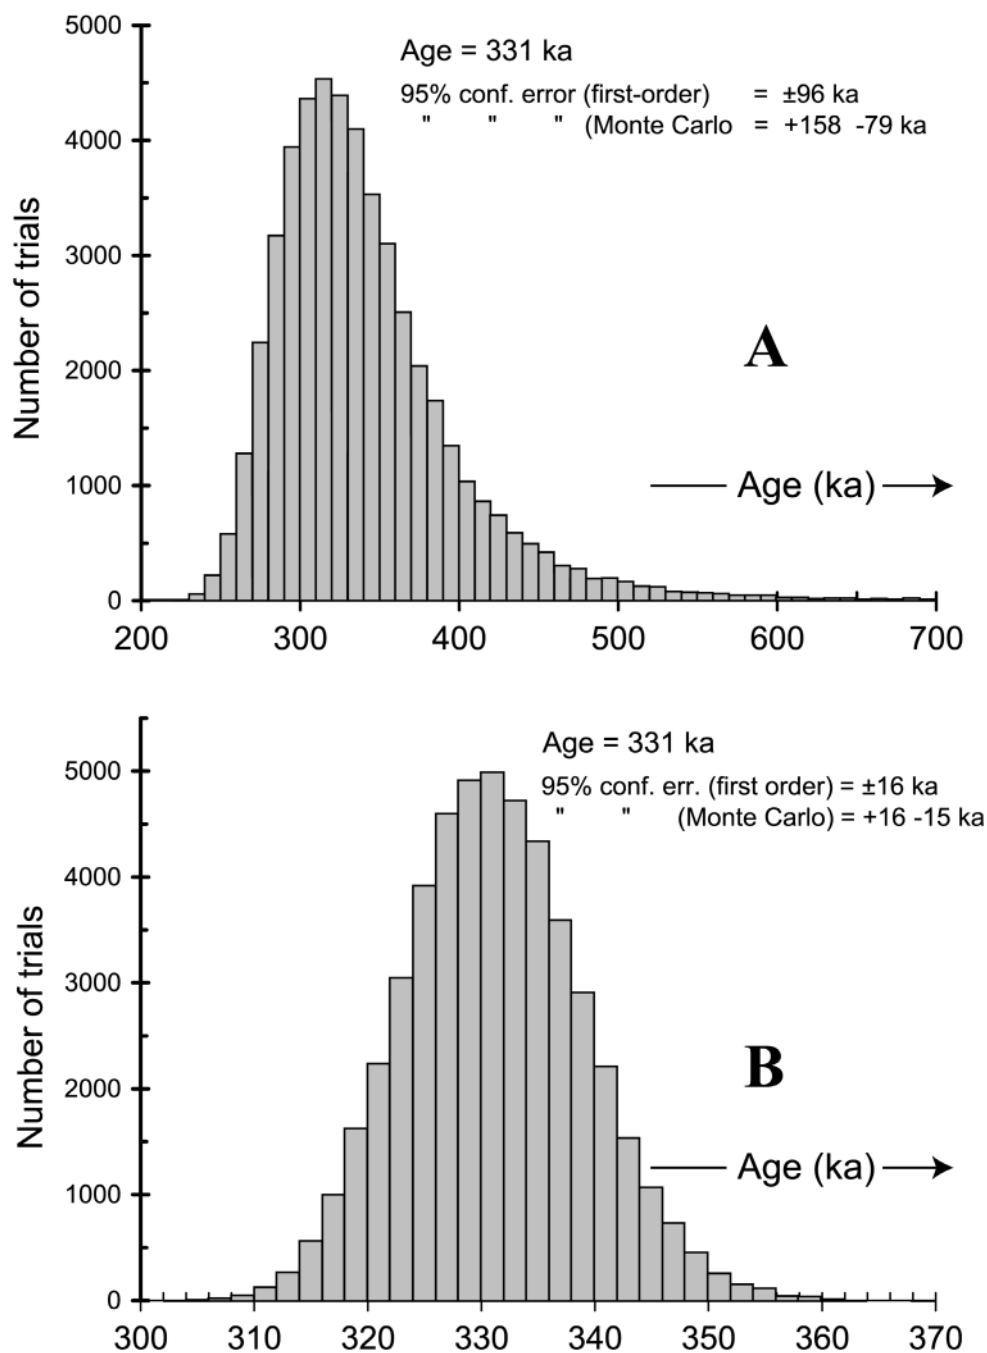 5000
4000
3000
2000
1000
0
Number of trials
Age = 331 ka
95% conf. error (first-order) = ±96 ka
" " " (Monte Carlo = +158 -79 ka
A
Age (ka)
200 300 400 500 600 700
5000
4000
3000
2000
1000
0
Number of trials
Age = 331 ka
95% conf. err. (first order) = ±16 ka
" " (Monte Carlo) = +16 -15 ka
B
Age (ka)
300 310 320 330 340 350 360 370